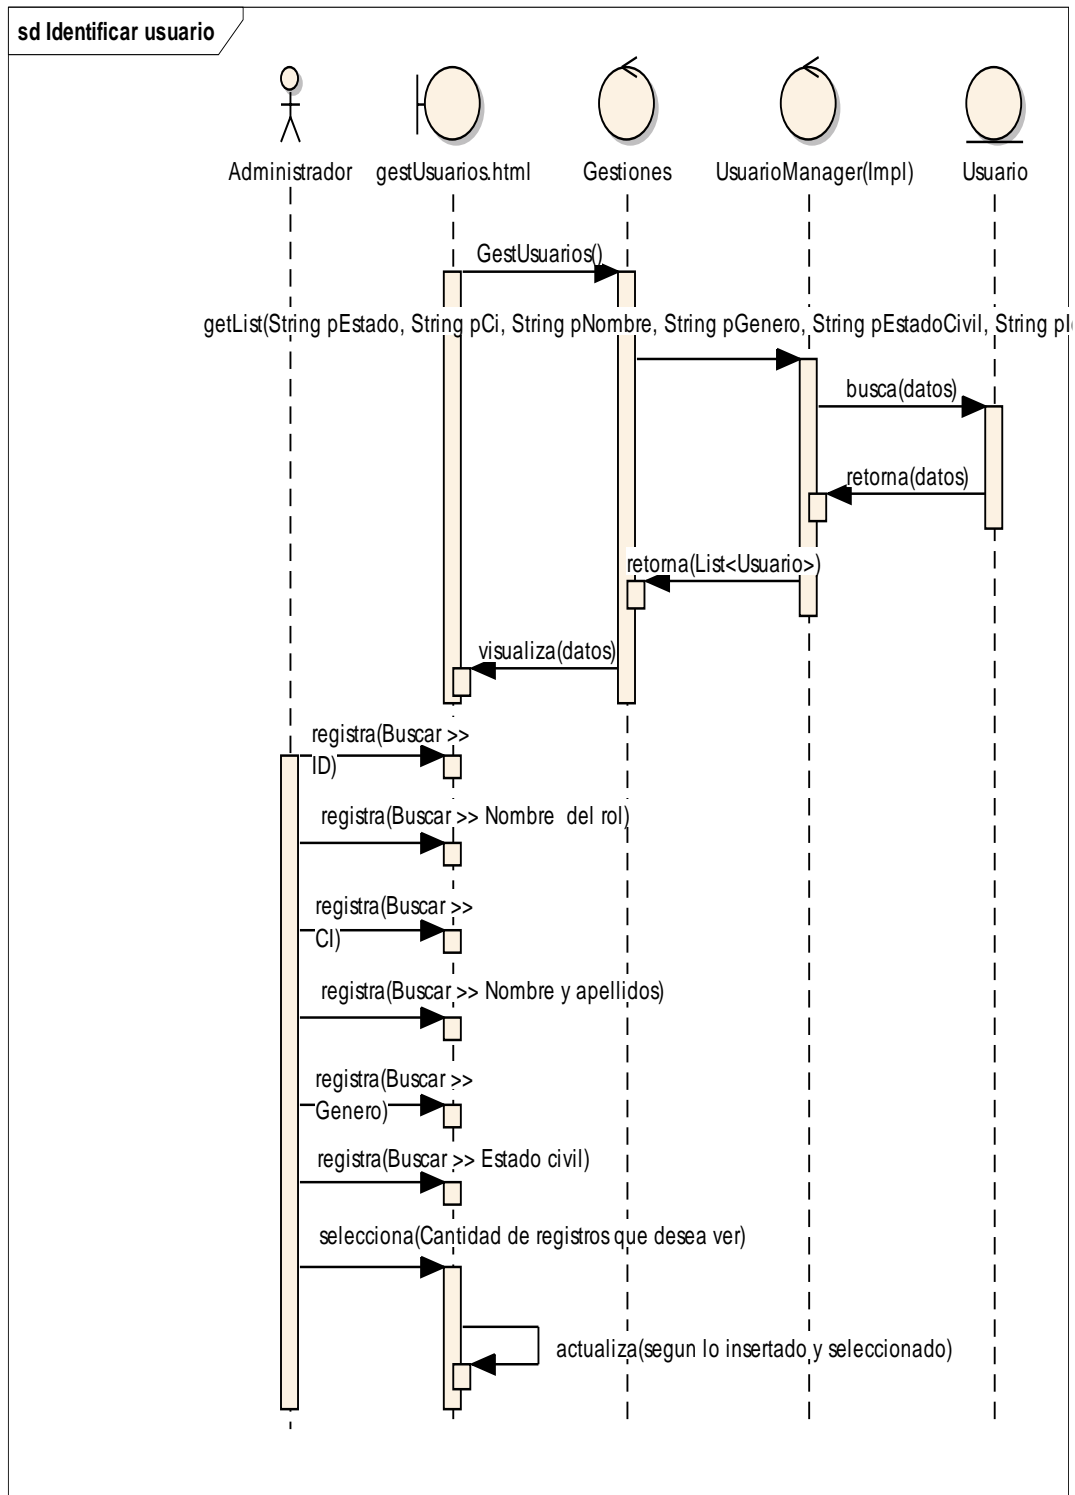 sd Identificar usuario
Administrador
gestUsuarios.html
Gestiones
UsuarioManager(Impl)
Usuario
GestUsuarios()
getList(String pEstado, String pCi, String pNombre, String pGenero, String pEstadoCivil, String
busca(datos)
retorna(datos)
retorna(List<Usuario>)
visualiza(datos)
registra(Buscar >>
ID)
registra(Buscar >> Nombre del rol)
registra(Buscar >>
CI)
registra(Buscar >> Nombre y apellidos)
registra(Buscar >>
Genero)
registra(Buscar >> Estado civil)
selecciona(Cantidad de registros que desea ver)
actualiza(segun lo insertado y seleccionado)